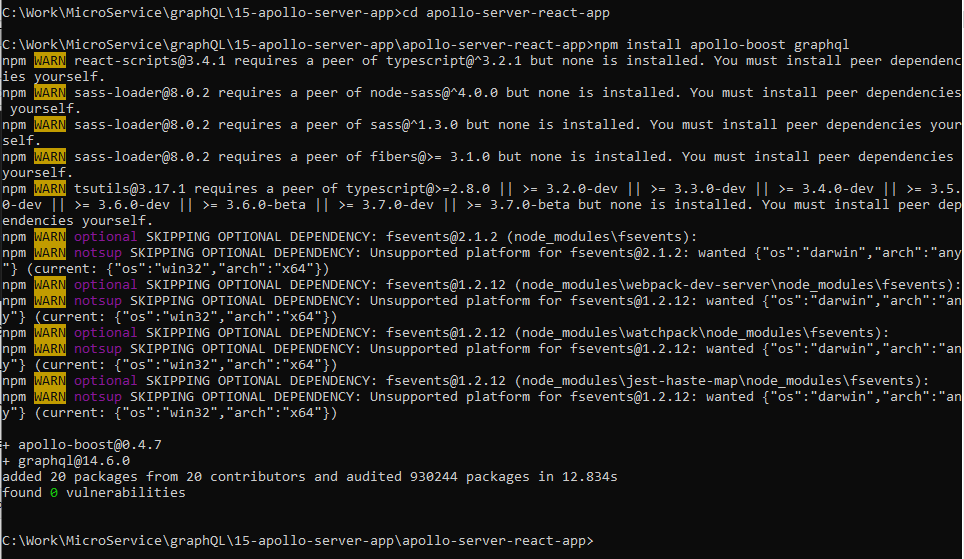 C:\Work\MicroService\graphQL\15-apollo-server-app>cd apollo-server-react-app
C:\Work\MicroService\graphQL\15-apollo-server-app\apollo-server-react-app>npm install apollo-boost graphql
npm WARN react-scripts@3.4.1 requires a peer of typescript@^3.2.1 but none is installed. You must install peer dependenc
ies yourself.
npm WARN sass-loader@8.0.2 requires a peer of node-sass@^4.0.0 but none is installed. You must install peer dependencies
 yourself.
npm WARN sass-loader@8.0.2 requires a peer of sass@^1.3.0 but none is installed. You must install peer dependencies your
self.
npm WARN sass-loader@8.0.2 requires a peer of fibers@>= 3.1.0 but none is installed. You must install peer dependencies
yourself.
npm WARN tsutils@3.17.1 requires a peer of typescript@>=2.8.0 || >= 3.2.0-dev || >= 3.3.0-dev || >= 3.4.0-dev || >= 3.5.
0-dev || >= 3.6.0-dev || >= 3.6.0-beta || >= 3.7.0-dev || >= 3.7.0-beta but none is installed. You must install peer dep
endencies yourself.
npm WARN optional SKIPPING OPTIONAL DEPENDENCY: fsevents@2.1.2 (node_modules\fsevents):
npm WARN notsup SKIPPING OPTIONAL DEPENDENCY: Unsupported platform for fsevents@2.1.2: wanted {"os":"darwin","arch":"any
"} (current: {"os":"win32","arch":"x64"})
npm WARN optional SKIPPING OPTIONAL DEPENDENCY: fsevents@1.2.12 (node_modules\webpack-dev-server\node_modules\fsevents):
npm WARN notsup SKIPPING OPTIONAL DEPENDENCY: Unsupported platform for fsevents@1.2.12: wanted {"os":"darwin","arch":"an
y"} (current: {"os":"win32","arch":"x64"})
npm WARN optional SKIPPING OPTIONAL DEPENDENCY: fsevents@1.2.12 (node_modules\watchpack\node_modules\fsevents):
npm WARN notsup SKIPPING OPTIONAL DEPENDENCY: Unsupported platform for fsevents@1.2.12: wanted {"os":"darwin","arch":"an
y"} (current: {"os":"win32","arch":"x64"})
npm WARN optional SKIPPING OPTIONAL DEPENDENCY: fsevents@1.2.12 (node_modules\jest-haste-map\node_modules\fsevents):
npm WARN notsup SKIPPING OPTIONAL DEPENDENCY: Unsupported platform for fsevents@1.2.12: wanted {"os":"darwin","arch":"an
y"} (current: {"os":"win32","arch":"x64"})
+ apollo-boost@0.4.7
+ graphql@14.6.0
added 20 packages from 20 contributors and audited 930244 packages in 12.834s
found 0 vulnerabilities
C:\Work\MicroService\graphQL\15-apollo-server-app\apollo-server-react-app>